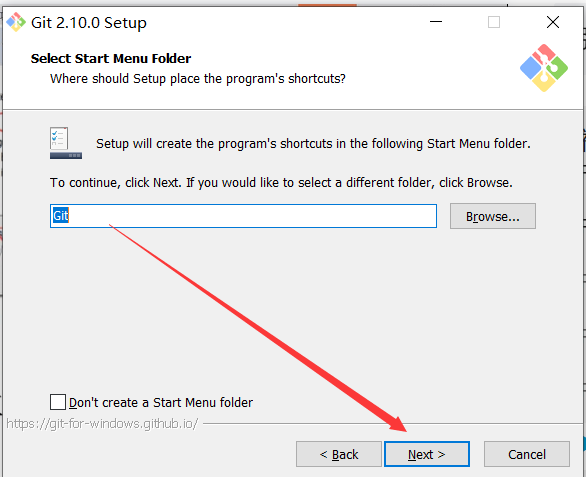 Git 2.10.0 Setup
Select Start Menu Folder
Where should Setup place the program's shortcuts?
Setup will create the program's shortcuts in the following Start Menu folder.
To continue, click Next. If you would like to select a different folder, click Browse.
Git
Browse...
Don't create a Start Menu folder
https://git-for-windows.github.io/
< Back
Next >
Cancel